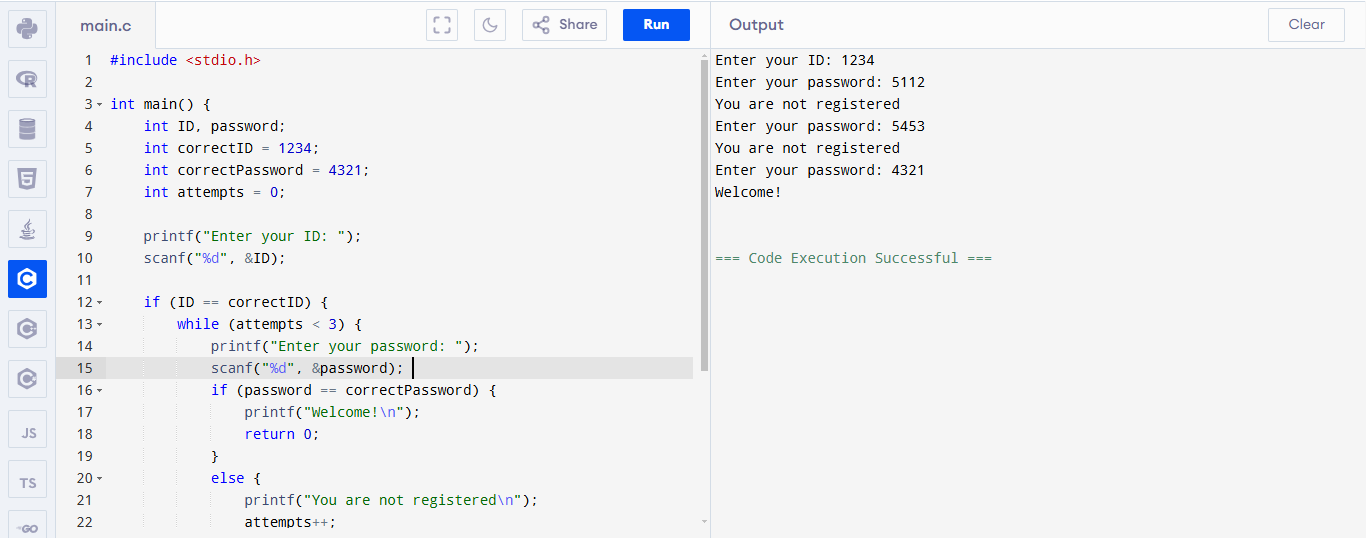 main.c
Share
Run
Output
Clear
1 #include <stdio.h>
2
3 int main() {
4     int ID, password;
5     int correctID = 1234;
6     int correctPassword = 4321;
7     int attempts = 0;
8
9     printf("Enter your ID: ");
10     scanf("%d", &ID);
11
12     if (ID == correctID) {
13         while (attempts < 3) {
14             printf("Enter your password: ");
15             scanf("%d", &password);
16             if (password == correctPassword) {
17                 printf("Welcome!\n");
18                 return 0;
19             }
20             else {
21                 printf("You are not registered\n");
22                 attempts++;
Enter your ID: 1234
Enter your password: 5112
You are not registered
Enter your password: 5453
You are not registered
Enter your password: 4321
Welcome!
=== Code Execution Successful ===
R
5
C
C
C
JS
TS
GO